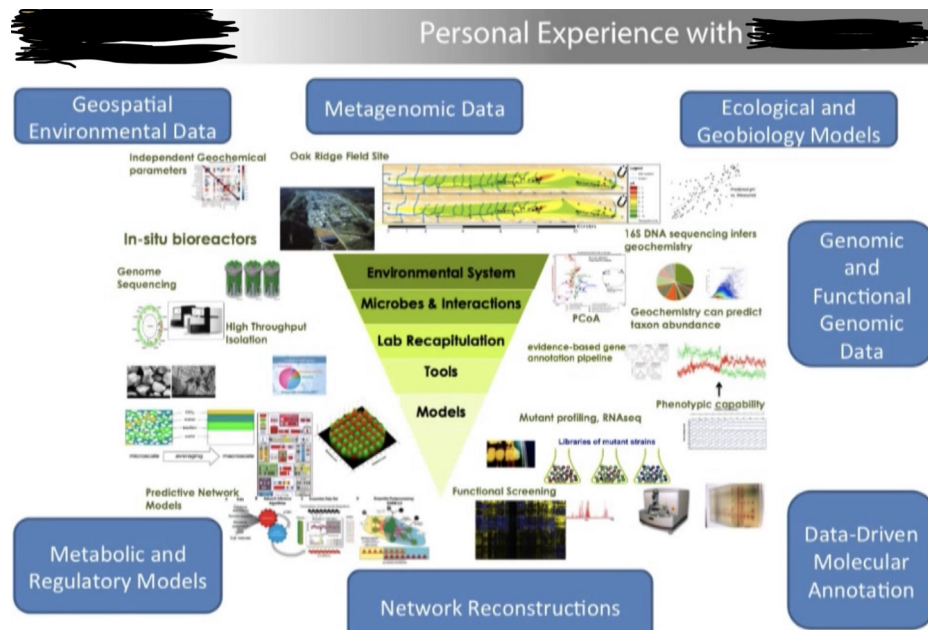 Personal Experience with
Geospatial
Environmental Data
Metagenomic Data
Ecological and
Geobiology Models
Independent Geochemical
parameters
Oak Ridge Field Site
In-situ bioreactors
16S DNA sequencing infers
geochemistry
Genomic
and
Functional
Genomic
Data
Genome
Sequencing
Environmental System
Microbes & Interactions
Lab Recapitulation
Tools
Models
High Throughput
Isolation
PCoA
Geochemistry can predict
taxon abundance
evidence-based gene
annotation pipeline
Phenotypic capability
Mutant profiling, RNAseq
Libraries of mutant strains
microscale
averaging
macroscale
Predictive Network
Models
Functional Screening
Metabolic and
Regulatory Models
Network Reconstructions
Data-Driven
Molecular
Annotation